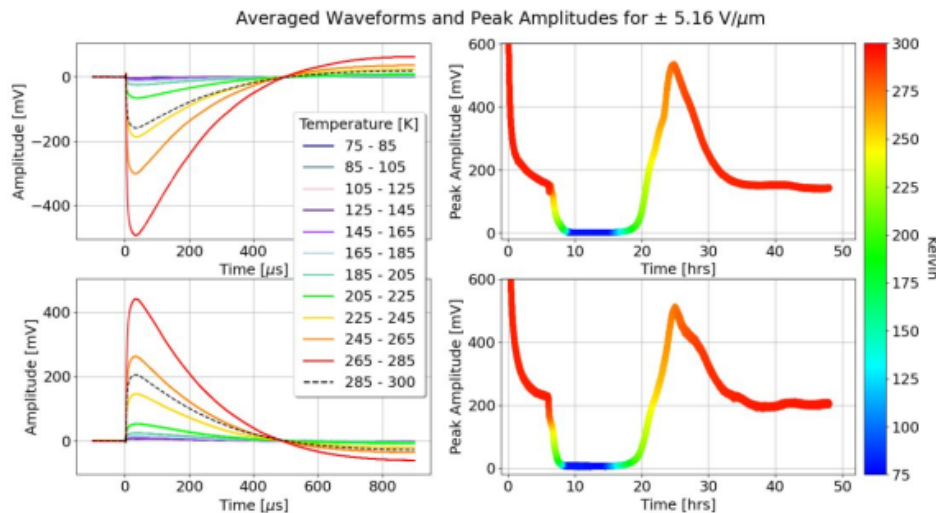 Averaged Waveforms and Peak Amplitudes for ± 5.16 V/μm
Amplitude [mV]
0
−200
−400
0
200
400
Time [μs]
Temperature [K]
75 - 85
85 - 105
105 - 125
125 - 145
145 - 165
165 - 185
185 - 205
205 - 225
225 - 245
245 - 265
265 - 285
285 - 300
Peak Amplitude [mV]
600
400
200
0
0
10
20
30
40
50
Time [hrs]
Amplitude [mV]
400
200
0
0
200
400
600
800
Time [μs]
Peak Amplitude [mV]
600
400
200
0
0
10
20
30
40
50
Time [hrs]
300
275
250
225
200
175
150
125
100
75
Kelvin